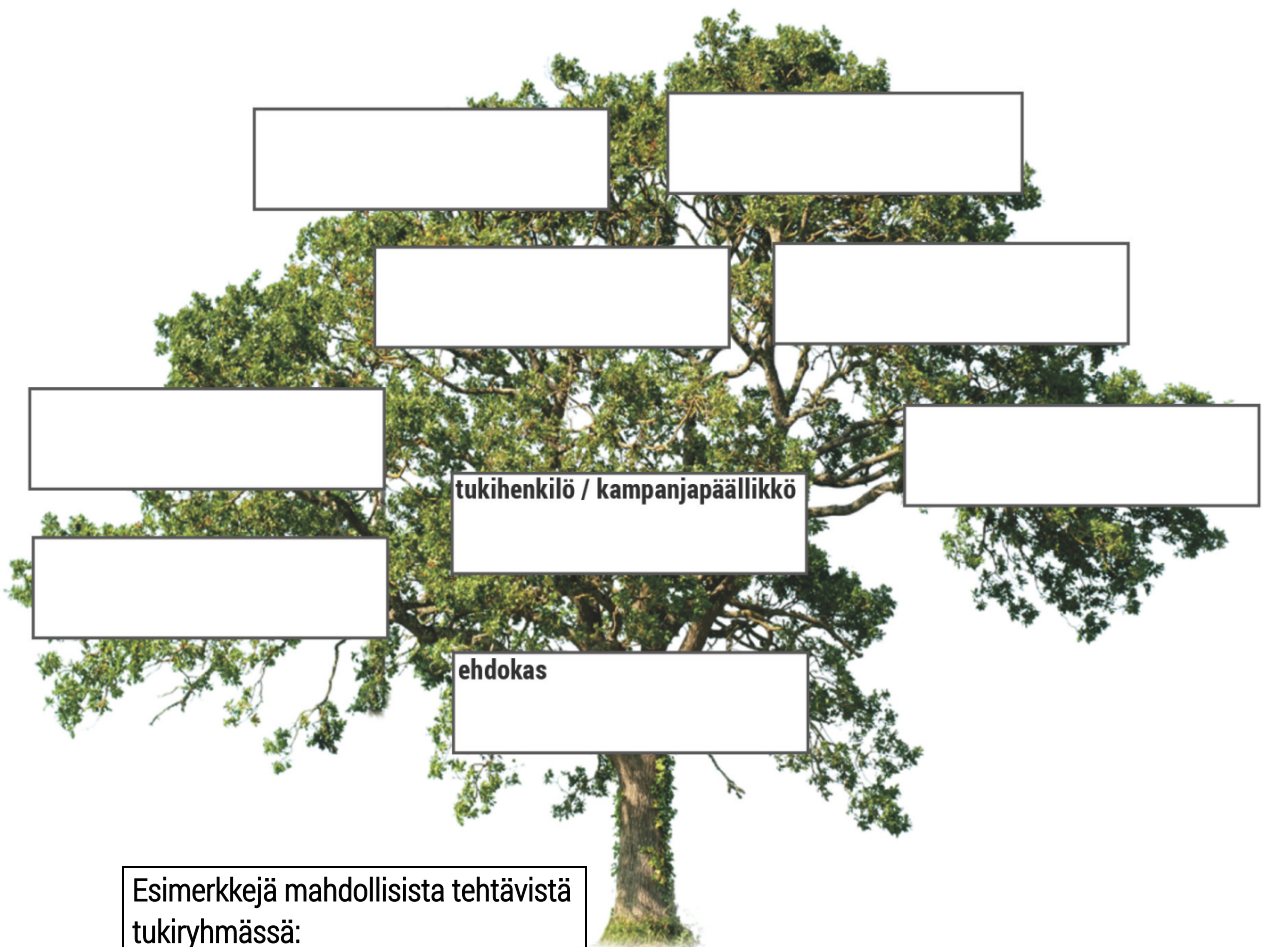 tukihenkilö / kampanjapäällikkö
ehdokas
Esimerkkejä mahdollisista tehtävistä
tukiryhmässä: